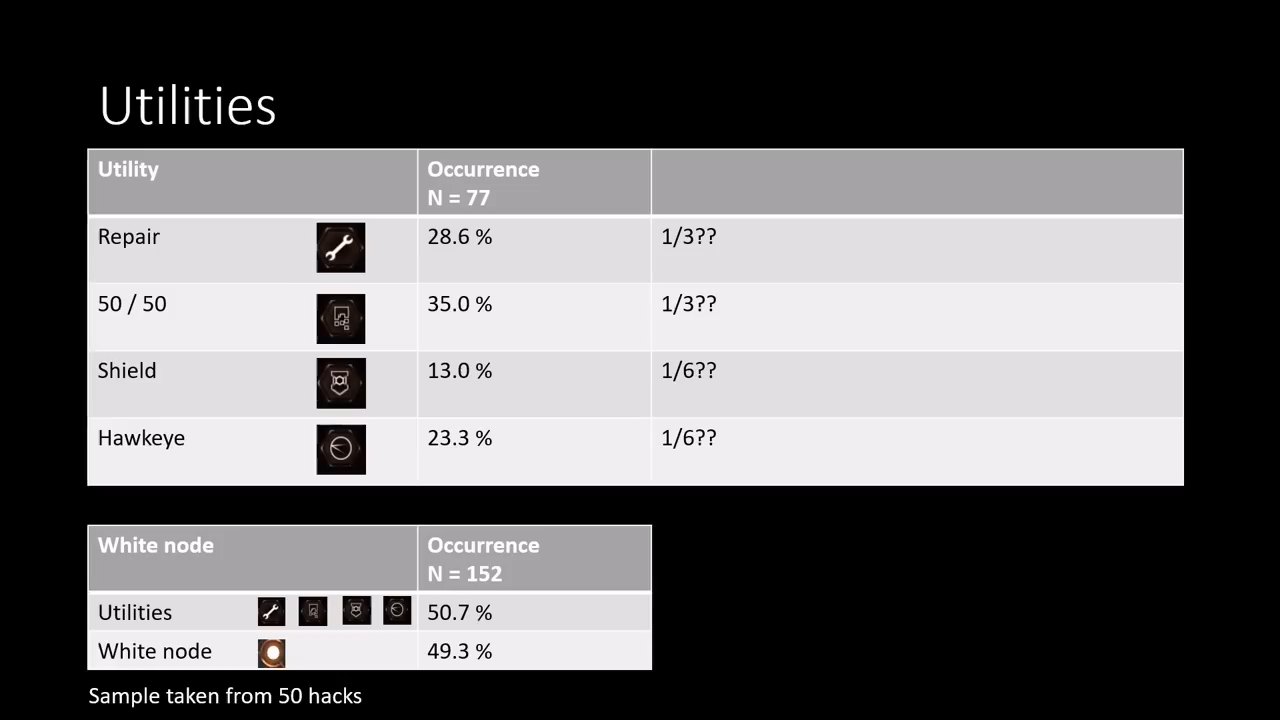 Utilities
Utility
Occurrence
N = 77
Repair
28.6 %
1/3??
50 / 50
35.0 %
1/3??
Shield
13.0 %
1/6??
Hawkeye
23.3 %
1/6??
White node
Occurrence
N = 152
Utilities
50.7 %
White node
49.3 %
Sample taken from 50 hacks